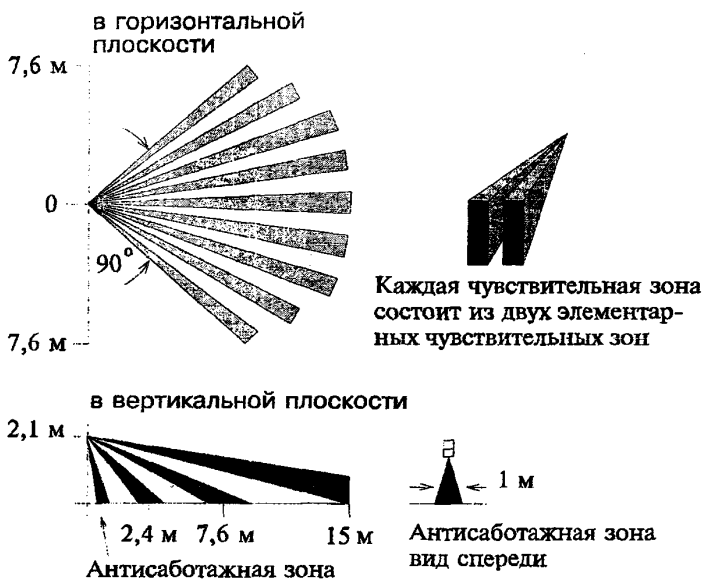 в горизонтальной
плоскости
7,6 м
0
90°
7,6 м
Каждая чувствительная зона
состоит из двух элементар-
ных чувствительных зон
в вертикальной плоскости
2,1 м
2,4 м 7,6 м 15 м
Антисаботажная зона
1 м
Антисаботажная зона
вид спереди